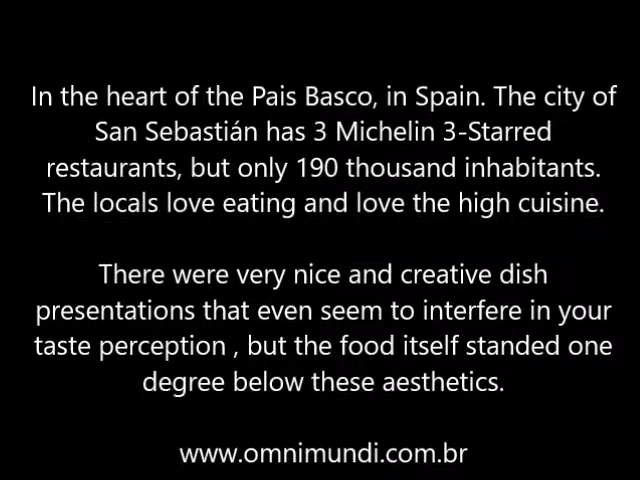 In the heart of the Pais Basco, in Spain. The city of
San Sebastián has 3 Michelin 3-Starred
restaurants, but only 190 thousand inhabitants.
The locals love eating and love the high cuisine.
There were very nice and creative dish
presentations that even seem to interfere in your
taste perception , but the food itself standed one
degree below these aesthetics.
www.omnimundi.com.br